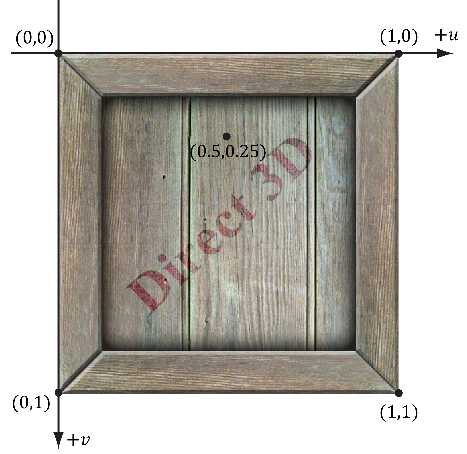 (0,0)
(1,0)
+u
(0.5,0.25)
Direct 3D
(0,1)
(1,1)
+v